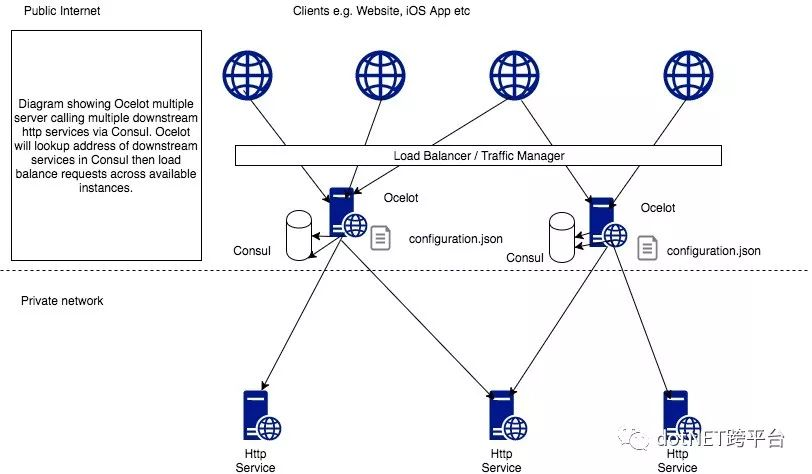 Public Internet
Clients e.g. Website, iOS App etc
Diagram showing Ocelot multiple
server calling multiple downstream
http services via Consul. Ocelot
will lookup address of downstream
services in Consul then load
balance requests across available
instances.
Load Balancer / Traffic Manager
Ocelot
Consul
configuration.json
Ocelot
Consul
configuration.json
Private network
Http
Service
Http
Service
Http
Service
dotNET跨平台